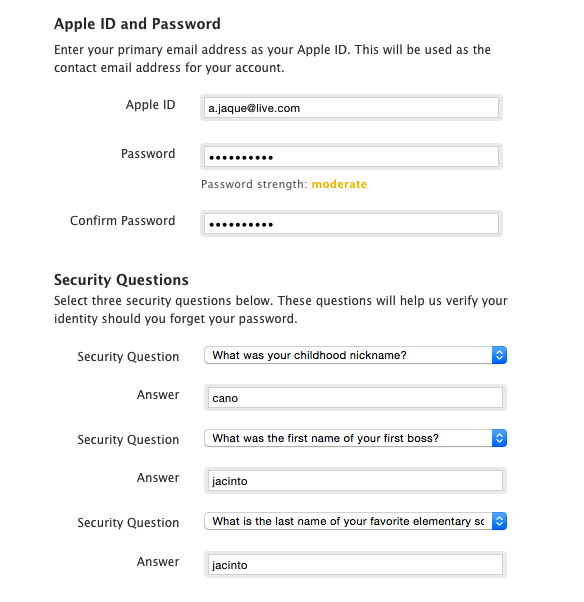 Apple ID and Password
Enter your primary email address as your Apple ID. This will be used as the
contact email address for your account.
Apple ID
a.jaque@live.com
Password
••••••••••
Password strength: moderate
Confirm Password
••••••••••
Security Questions
Select three security questions below. These questions will help us verify your
identity should you forget your password.
Security Question
What was your childhood nickname?
Answer
cano
Security Question
What was the first name of your first boss?
Answer
jacinto
Security Question
What is the last name of your favorite elementary sc
Answer
jacinto